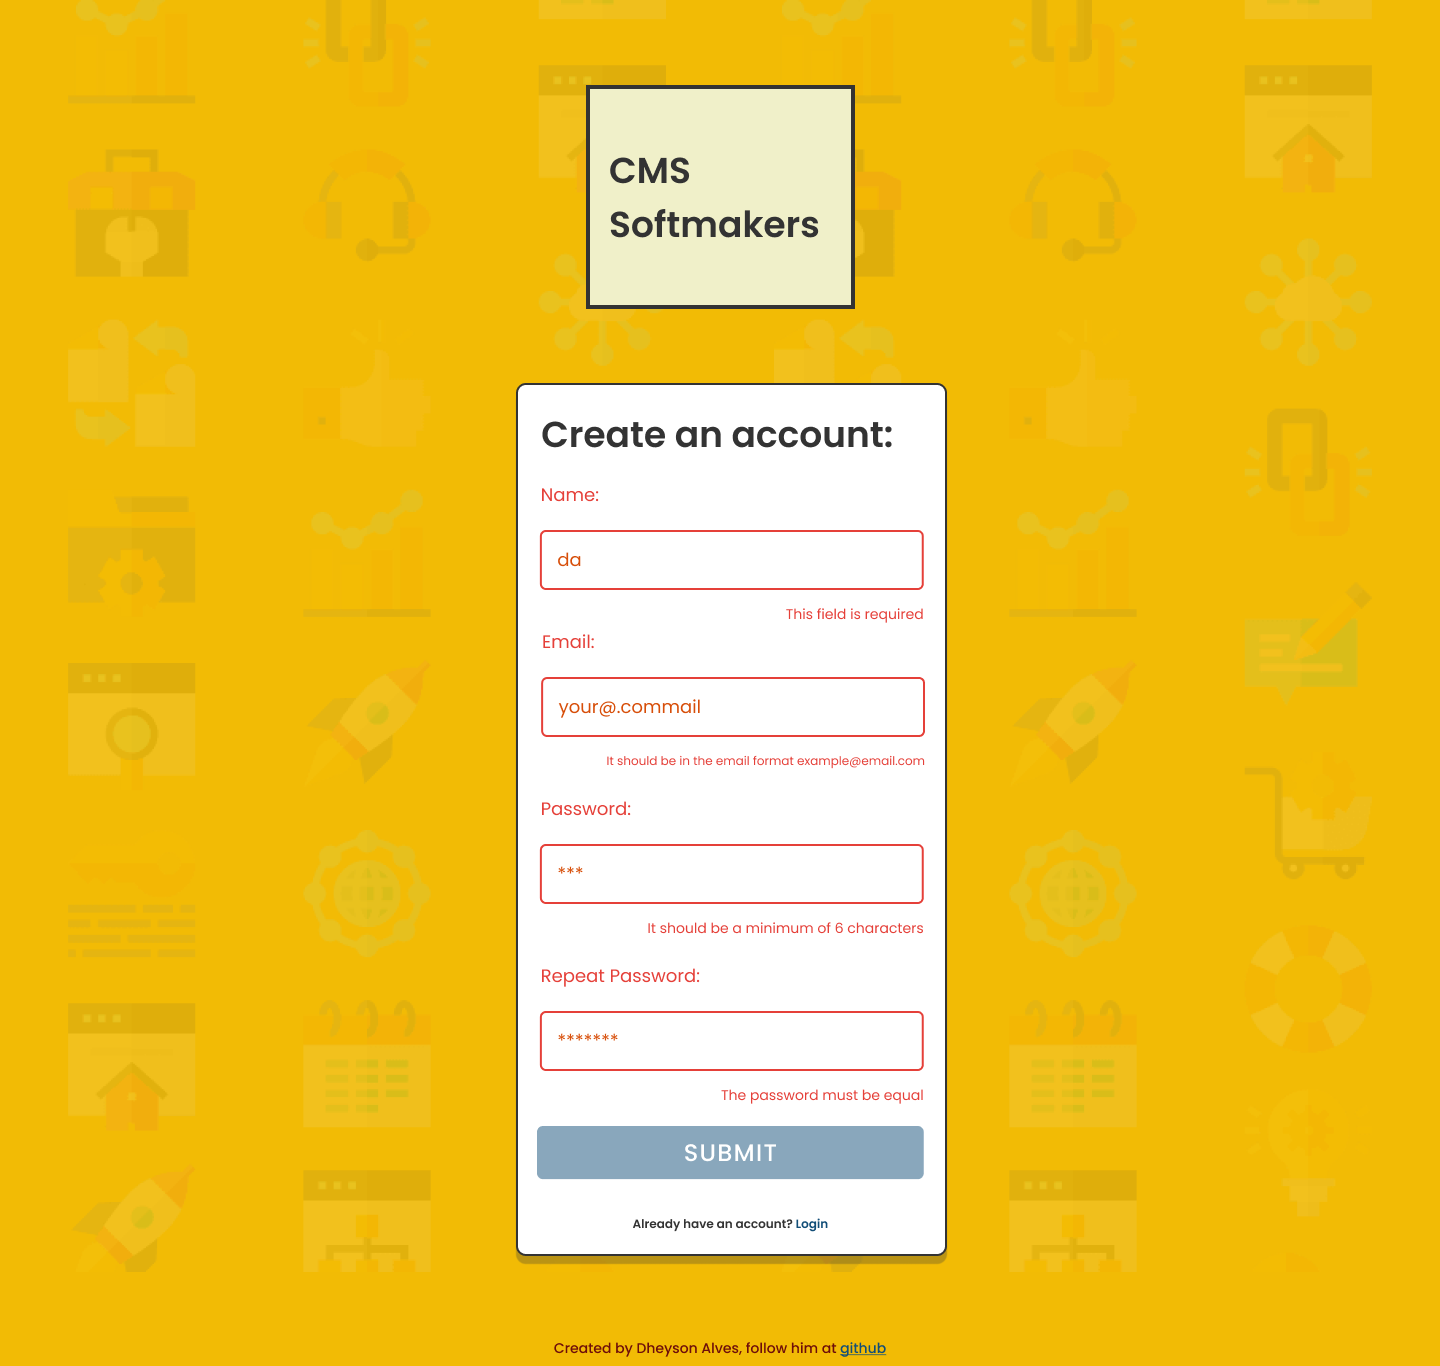 CMS
Softmakers
Create an account:
Name:
da
This field is required
Email:
your@.commail
It should be in the email format example@email.com
Password:
***
It should be a minimum of 6 characters
Repeat Password:
*******
The password must be equal
SUBMIT
Already have an account? Login
Created by Dheyson Alves, follow him at github